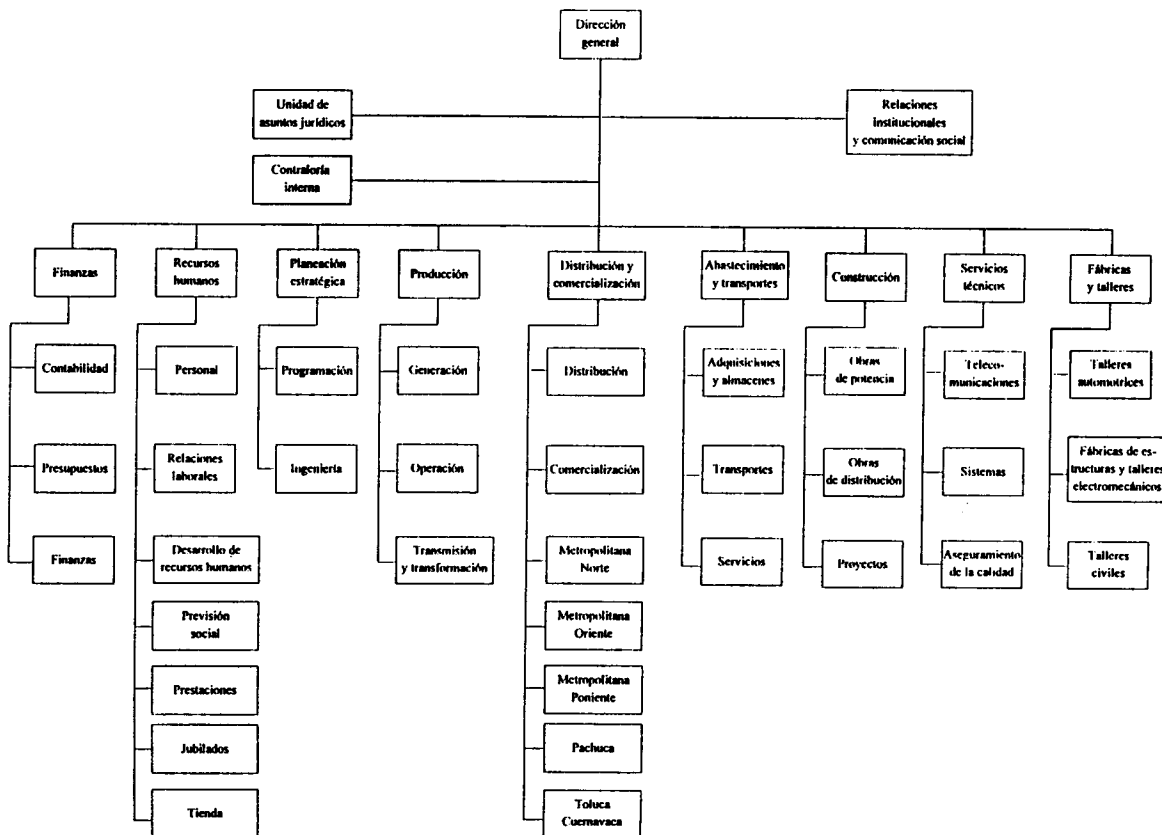 Dirección
general
Unidad de
asuntos jurídicos
Relaciones
institucionales
y comunicación social
Contraloría
interna
Finanzas
Recursos
humanos
Planeación
estratégica
Producción
Distribución y
comercialización
Abastecimiento
y transportes
Construcción
Servicios
técnicos
Fábricas
y talleres
Contabilidad
Personal
Programación
Generación
Distribución
Adquisiciones
y almacenes
Obras
de potencia
Teleco-
municaciones
Talleres
automotrices
Presupuestos
Relaciones
laborales
Ingeniería
Operación
Comercialización
Transportes
Obras
de distribución
Sistemas
Fábricas de es-
tructuras y talleres
electromecánicos
Finanzas
Desarrollo de
recursos humanos
Transmisión
y transformación
Metropolitana
Norte
Servicios
Proyectos
Aseguramiento
de la calidad
Talleres
civiles
Previsión
social
Metropolitana
Oriente
Prestaciones
Metropolitana
Poniente
Jubilados
Pachuca
Tienda
Toluca
Cuernavaca